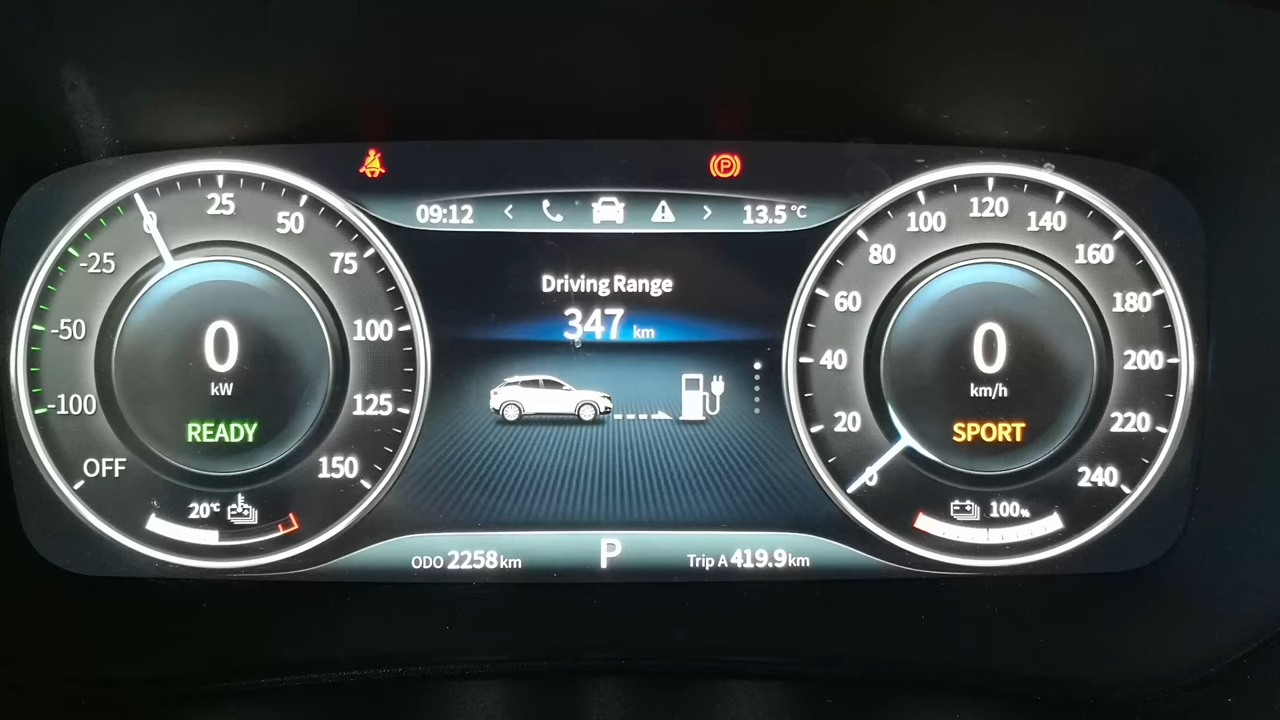 09:12
13.5 °C
Driving Range
347 km
0
25
50
75
100
125
150
-25
-50
-100
OFF
0
kW
READY
20°C
0
20
40
60
80
100
120
140
160
180
200
220
240
0
km/h
SPORT
100%
ODO 2258 km
P
Trip A 419.9 km
P